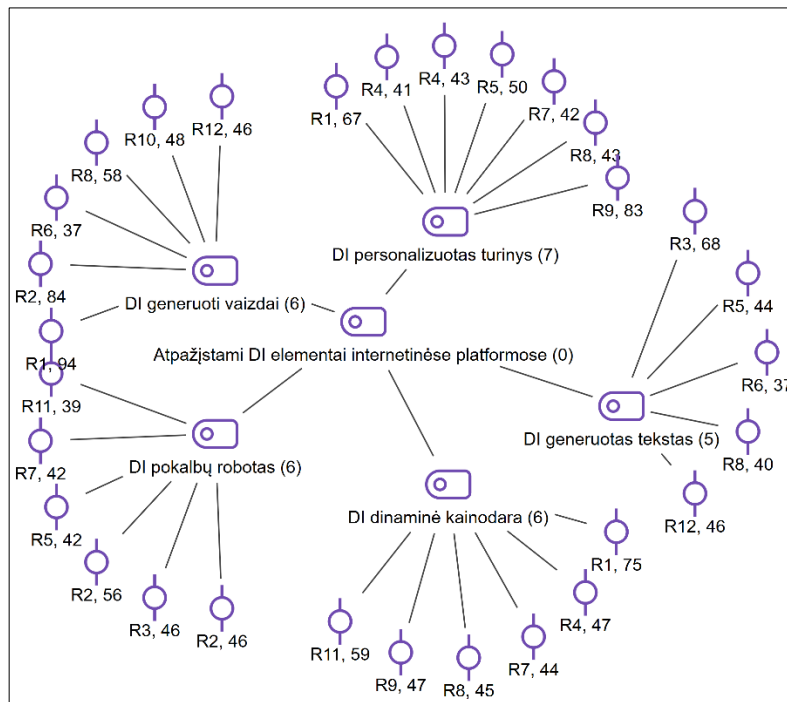 R1, 67
R4, 41
R4, 43
R5, 50
R7, 42
R8, 43
R9, 83
DI personalizuotas turinys (7)
R12, 46
R10, 48
R8, 58
R6, 37
R2, 84
R1, 94
DI generuoti vaizdai (6)
Atpažįstami DI elementai internetinėse platformose (0)
R3, 68
R5, 44
R6, 37
R8, 40
R12, 46
DI generuotas tekstas (5)
R11, 39
R7, 42
R5, 42
R2, 56
R3, 46
R2, 46
DI pokalbų robotas (6)
DI dinaminė kainodara (6)
R1, 75
R4, 47
R7, 44
R8, 45
R9, 47
R11, 59